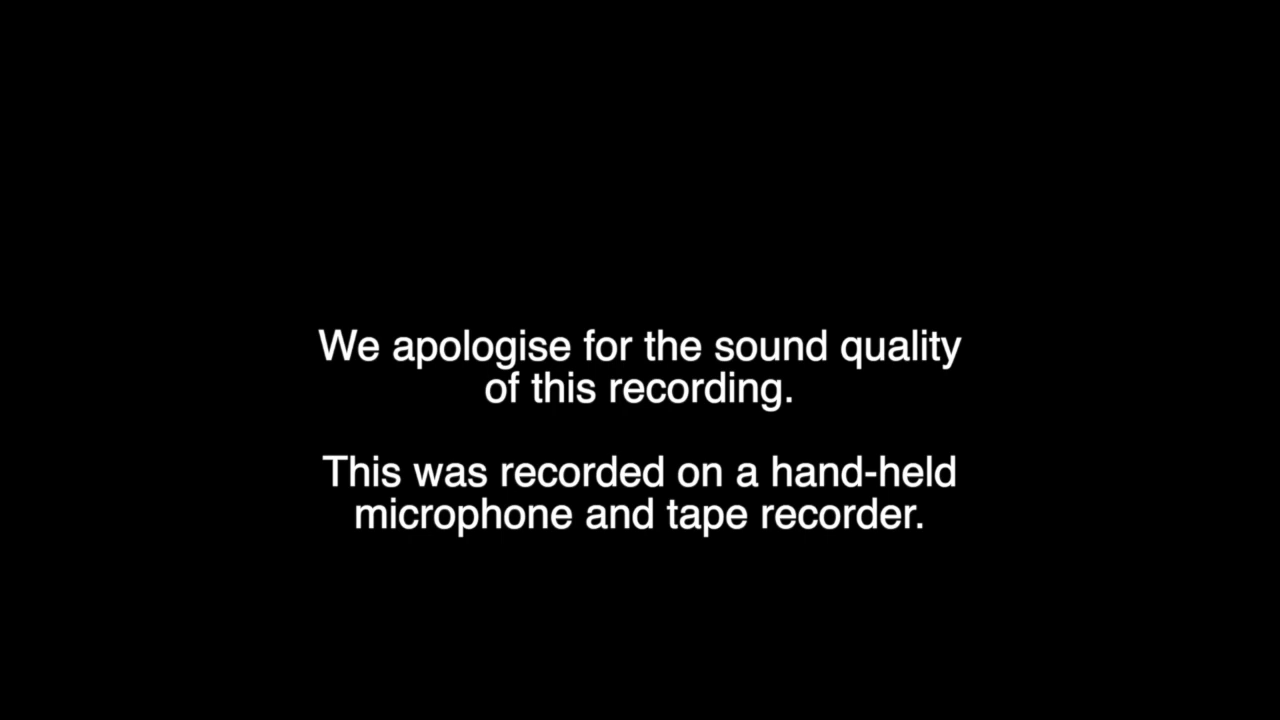 We apologise for the sound quality
of this recording.
This was recorded on a hand-held
microphone and tape recorder.